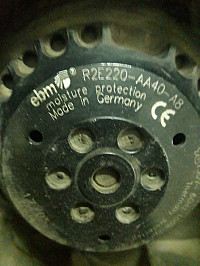 ebm ®
R2E220-AA40-A8
moisture protection
Made in Germany
CE